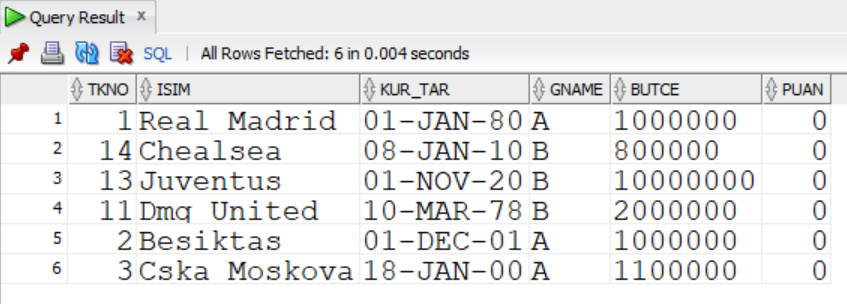 Query Result x
SQL | All Rows Fetched: 6 in 0.004 seconds
TKNO ISIM KUR_TAR GNAME BUTCE PUAN
1 1 Real Madrid 01-JAN-80 A 1000000 0
2 14 Chealsea 08-JAN-10 B 800000 0
3 13 Juventus 01-NOV-20 B 10000000 0
4 11 Dmg United 10-MAR-78 B 2000000 0
5 2 Besiktas 01-DEC-01 A 1000000 0
6 3 Cska Moskova 18-JAN-00 A 1100000 0